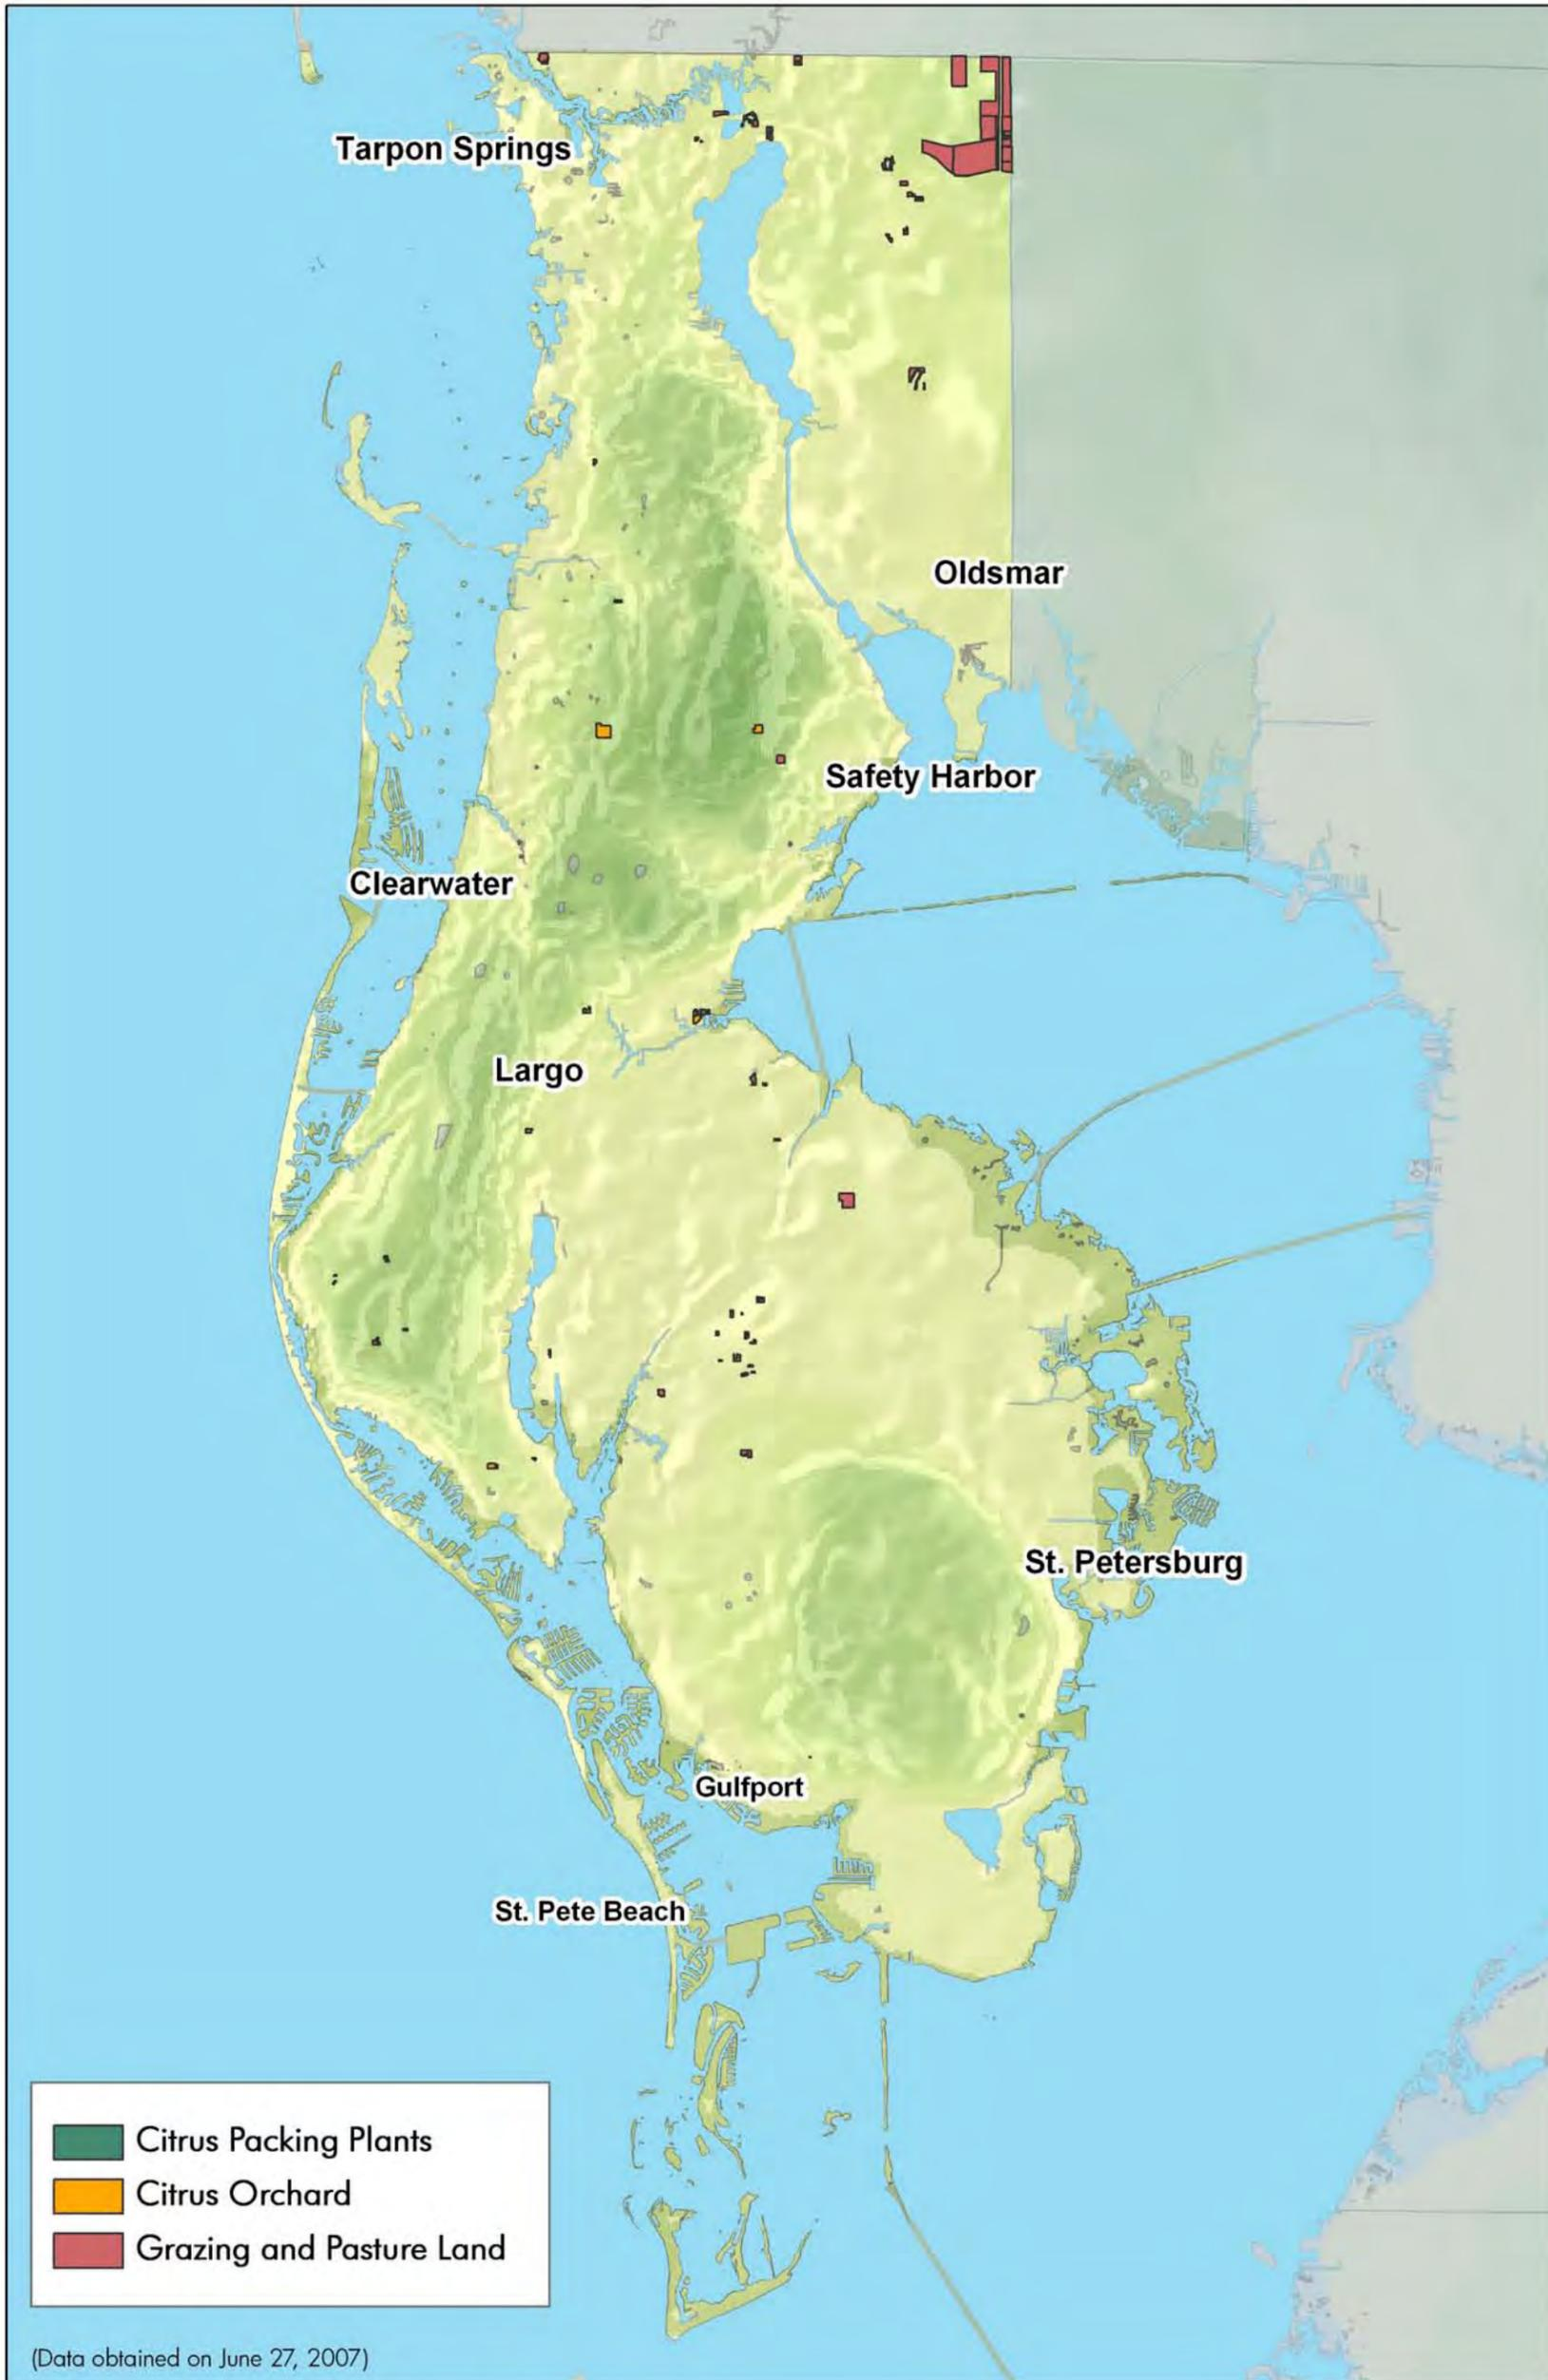 Tarpon Springs
Oldsmar
Safety Harbor
Clearwater
Largo
St. Petersburg
Gulfport
St. Pete Beach
Citrus Packing Plants
Citrus Orchard
Grazing and Pasture Land
(Data obtained on June 27, 2007)